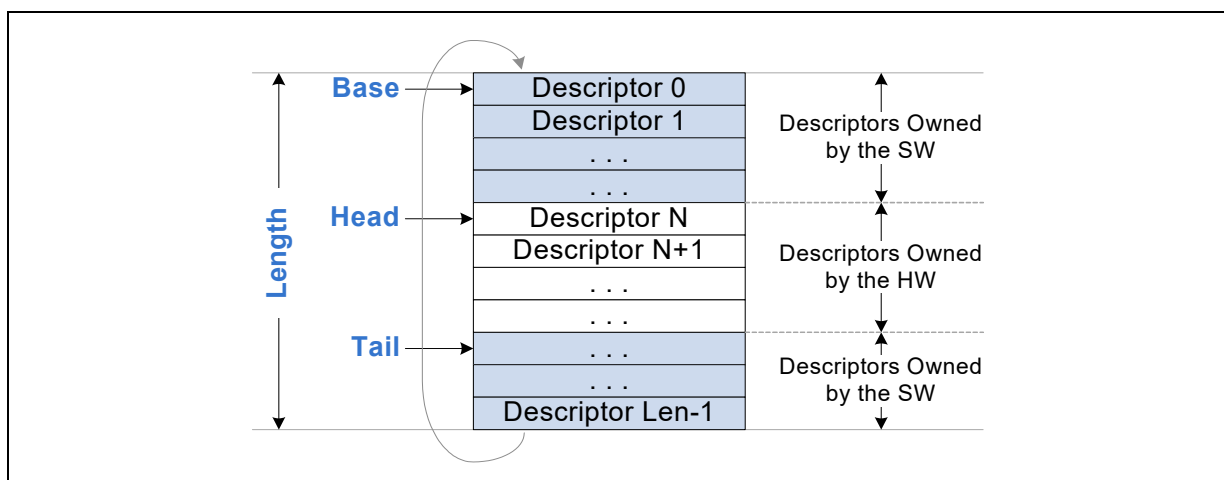 Base
Descriptor 0
Descriptor 1
. . .
. . .
Descriptors Owned
by the SW
Length
Head
Descriptor N
Descriptor N+1
. . .
. . .
Descriptors Owned
by the HW
Tail
. . .
. . .
Descriptor Len-1
Descriptors Owned
by the SW